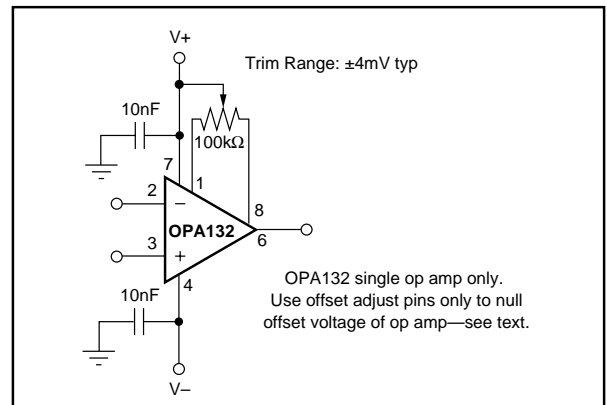 V+
Trim Range: ±4mV typ
10nF
100kΩ
7
1
2
–
8
OPA132
6
3
+
4
10nF
OPA132 single op amp only.
Use offset adjust pins only to null
offset voltage of op amp—see text.
V–